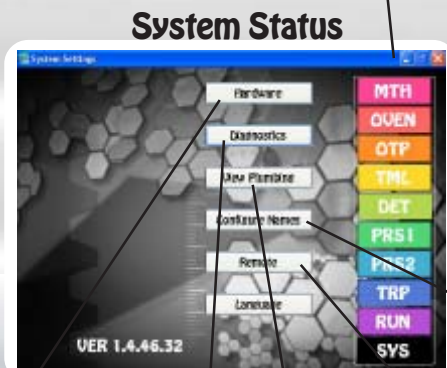 System Status
System Settings
Hardware
Diagnostics
View Plumbing
Configure Names
Remote
Language
VER 1.4.46.32
MTH
OVEN
OTP
TML
DET
PRS1
PRS2
TRP
RUN
SYS